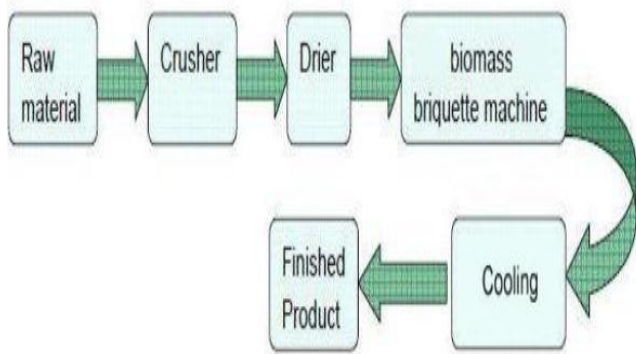 Raw
material
Crusher
Drier
biomass
briquette machine
Cooling
Finished
Product